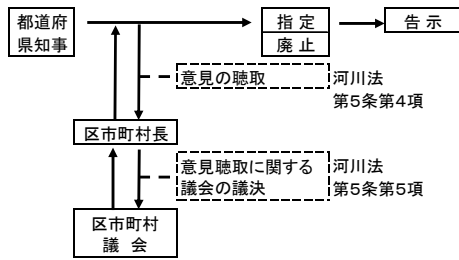 都道府
県知事
指 定
廃 止
告 示
意見の聴取
河川法
第5条第4項
区市町村長
意見聴取に関する
議会の議決
河川法
第5条第5項
区市町村
議 会